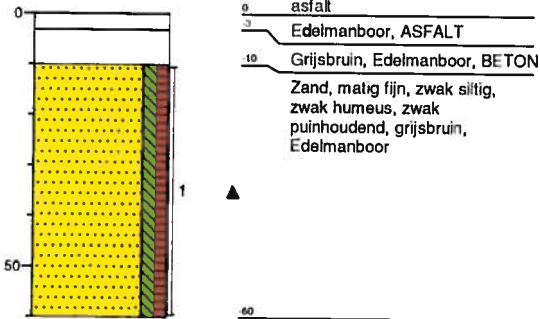 0
0 asfalt
-3
Edelmanboor, ASFALT
-10
Grijsbruin, Edelmanboor, BETON
Zand, matig fijn, zwak siltig,
zwak humeus, zwak
puinhoudend, grijsbruin,
Edelmanboor
1
50
-60